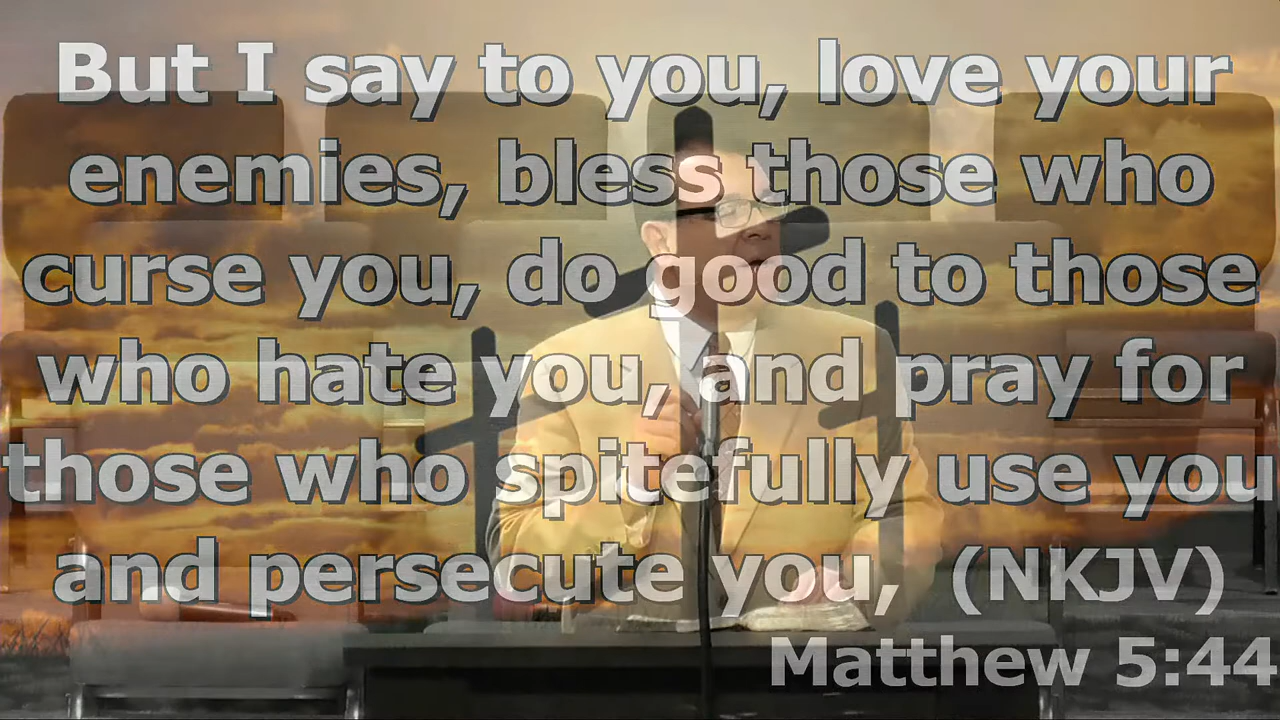 But I say to you, love your
enemies, bless those who
curse you, do good to those
who hate you, and pray for
those who spitefully use you
and persecute you, (NKJV)
Matthew 5:44